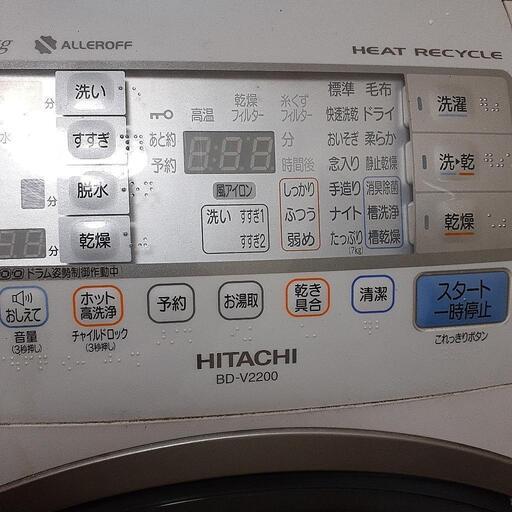 g
ALLEROFF
HEAT RECYCLE
分
洗い
水
すすぎ
脱水
分
乾燥
高温
乾燥
フィルター
糸くず
フィルター
あと約
予約
分
時間後
風アイロン
洗い すすぎ1
すすぎ2
しっかり
ふつう
弱め
標準 毛布
快速洗乾 ドライ
おいそぎ 柔らか
念入り 静止乾燥
手造り 消臭除菌
ナイト 槽洗浄
たっぷり 槽乾燥
(7kg)
洗濯
洗▸乾
乾燥
ドラム姿勢制御作動中
おしえて
音量
(3秒押し)
ホット
高洗浄
チャイルドロック
(3秒押し)
予約
お湯取
乾き
具合
清潔
スタート
一時停止
これっきりボタン
HITACHI
BD-V2200